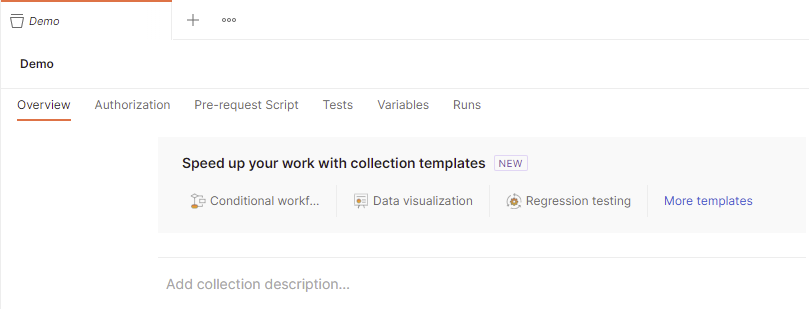 Demo
Demo
Overview Authorization Pre-request Script Tests Variables Runs
Speed up your work with collection templates NEW
Conditional workf... Data visualization Regression testing More templates
Add collection description...